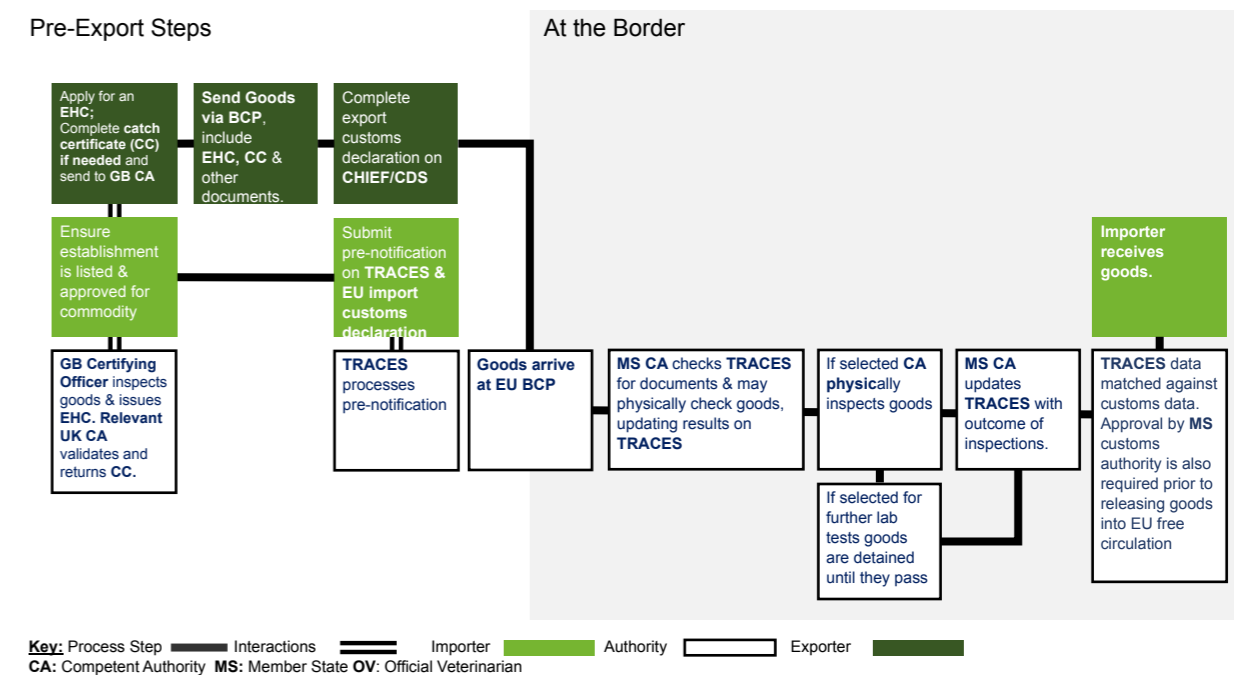 Pre-Export Steps
At the Border
Apply for an
EHC;
Complete catch
certificate (CC)
if needed and
send to GB CA
Send Goods
via BCP,
include
EHC, CC &
other
documents.
Complete
export
customs
declaration on
CHIEF/CDS
Ensure
establishment
is listed &
approved for
commodity
Submit
pre-notification
on TRACES &
EU import
customs
declaration
Importer
receives
goods.
GB Certifying
Officer inspects
goods & issues
EHC. Relevant
UK CA
validates and
returns CC.
TRACES
processes
pre-notification
Goods arrive
at EU BCP
MS CA checks TRACES
for documents & may
physically check goods,
updating results on
TRACES
If selected CA
physically
inspects goods
MS CA
updates
TRACES with
outcome of
inspections.
TRACES data
matched against
customs data.
Approval by MS
customs
authority is also
required prior to
releasing goods
into EU free
circulation
If selected for
further lab
tests goods
are detained
until they pass
Key: Process Step Interactions Importer Authority Exporter
CA: Competent Authority MS: Member State OV: Official Veterinarian